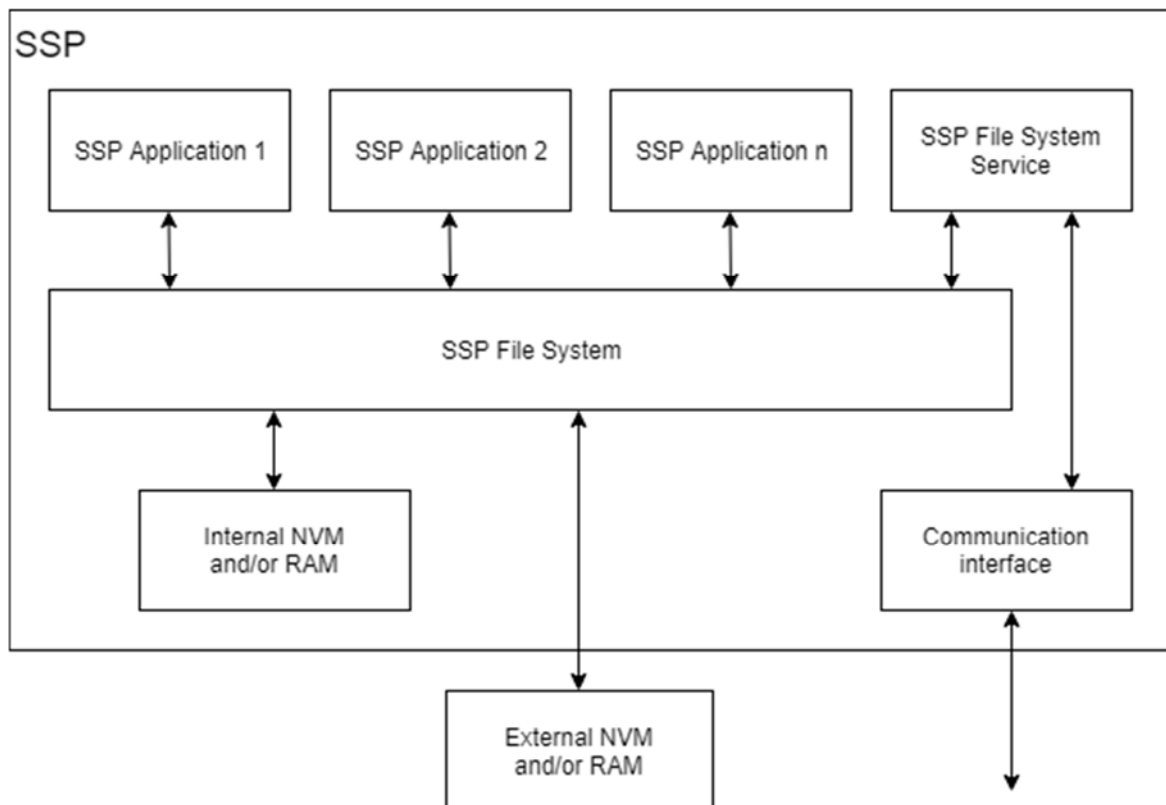 SSP
SSP Application 1
SSP Application 2
SSP Application n
SSP File System
Service
SSP File System
Internal NVM
and/or RAM
Communication
interface
External NVM
and/or RAM